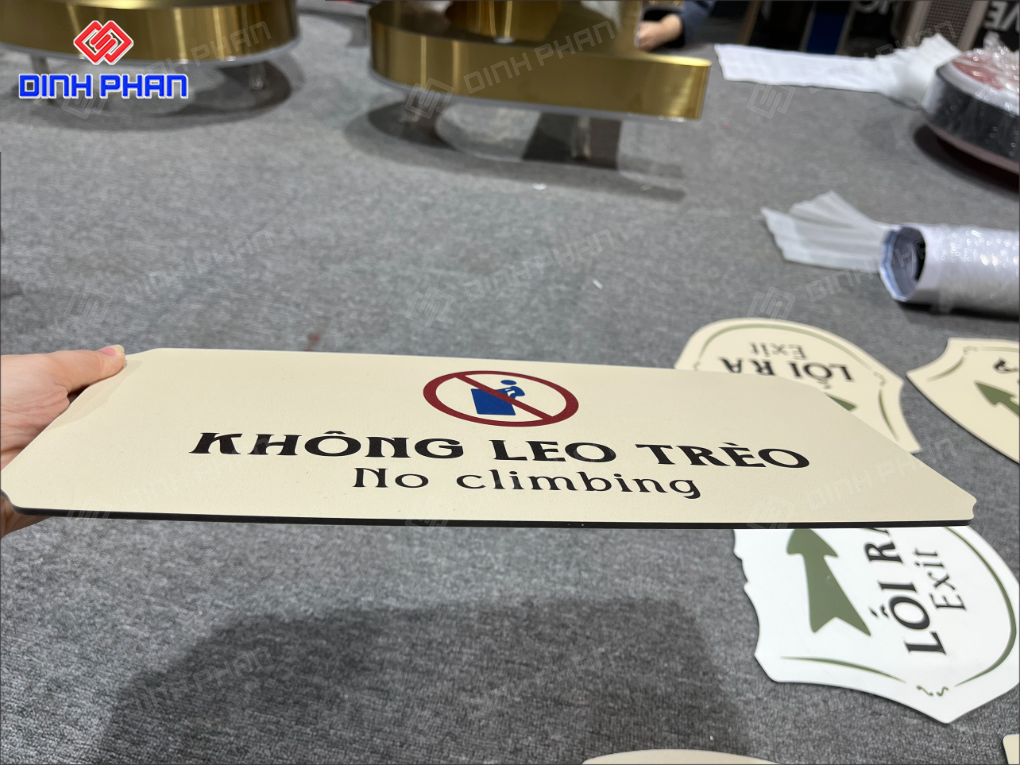 DINH PHAN
LỐI RA
Exit
KHÔNG LEO TRÈO
No climbing
LỐI RA
Exit